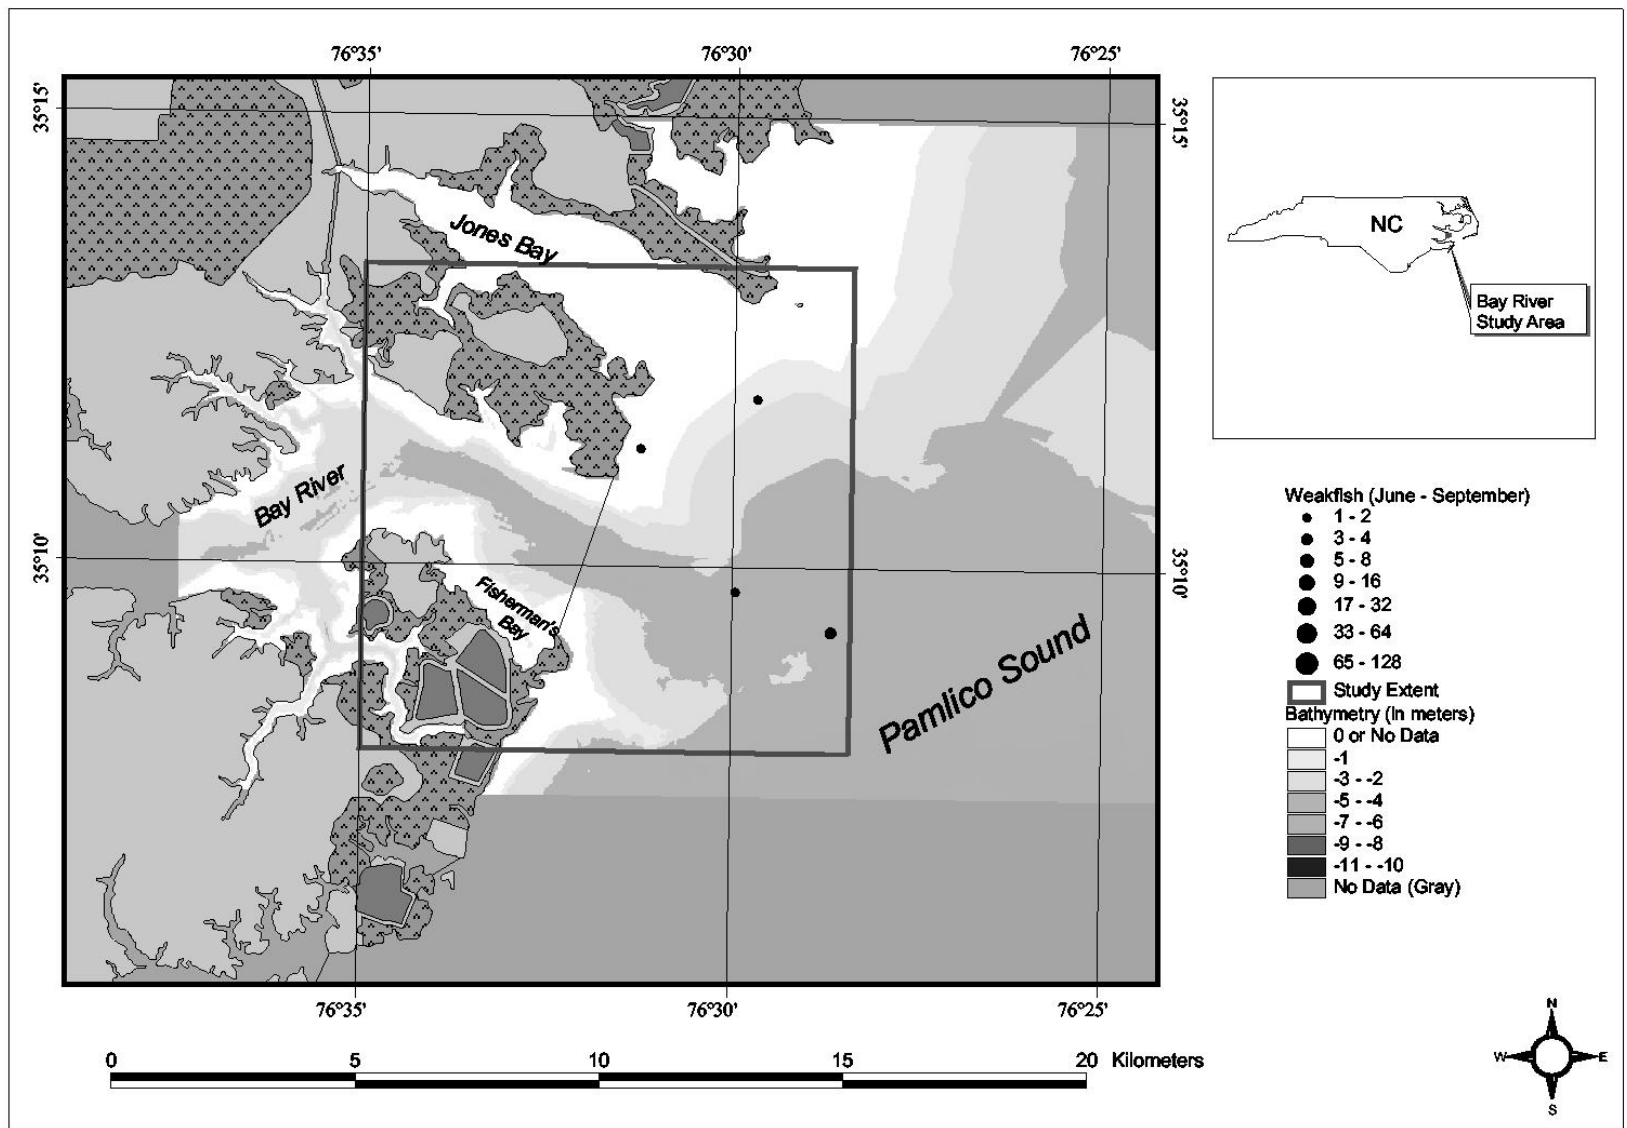 76°35'
76°30'
76°25'
35°15'
35°15'
Jones Bay
NC
Bay River
Study Area
Bay River
35°10'
35°10'
Fisherman's
Bay
Pamlico Sound
76°35'
76°30'
76°25'
Weakfish (June - September)
1 - 2
3 - 4
5 - 8
9 - 16
17 - 32
33 - 64
65 - 128
Study Extent
Bathymetry (in meters)
0 or No Data
-1
-3 - -2
-5 - -4
-7 - -6
-9 - -8
-11 - -10
No Data (Gray)
0 5 10 15 20 Kilometers
N
W E
S